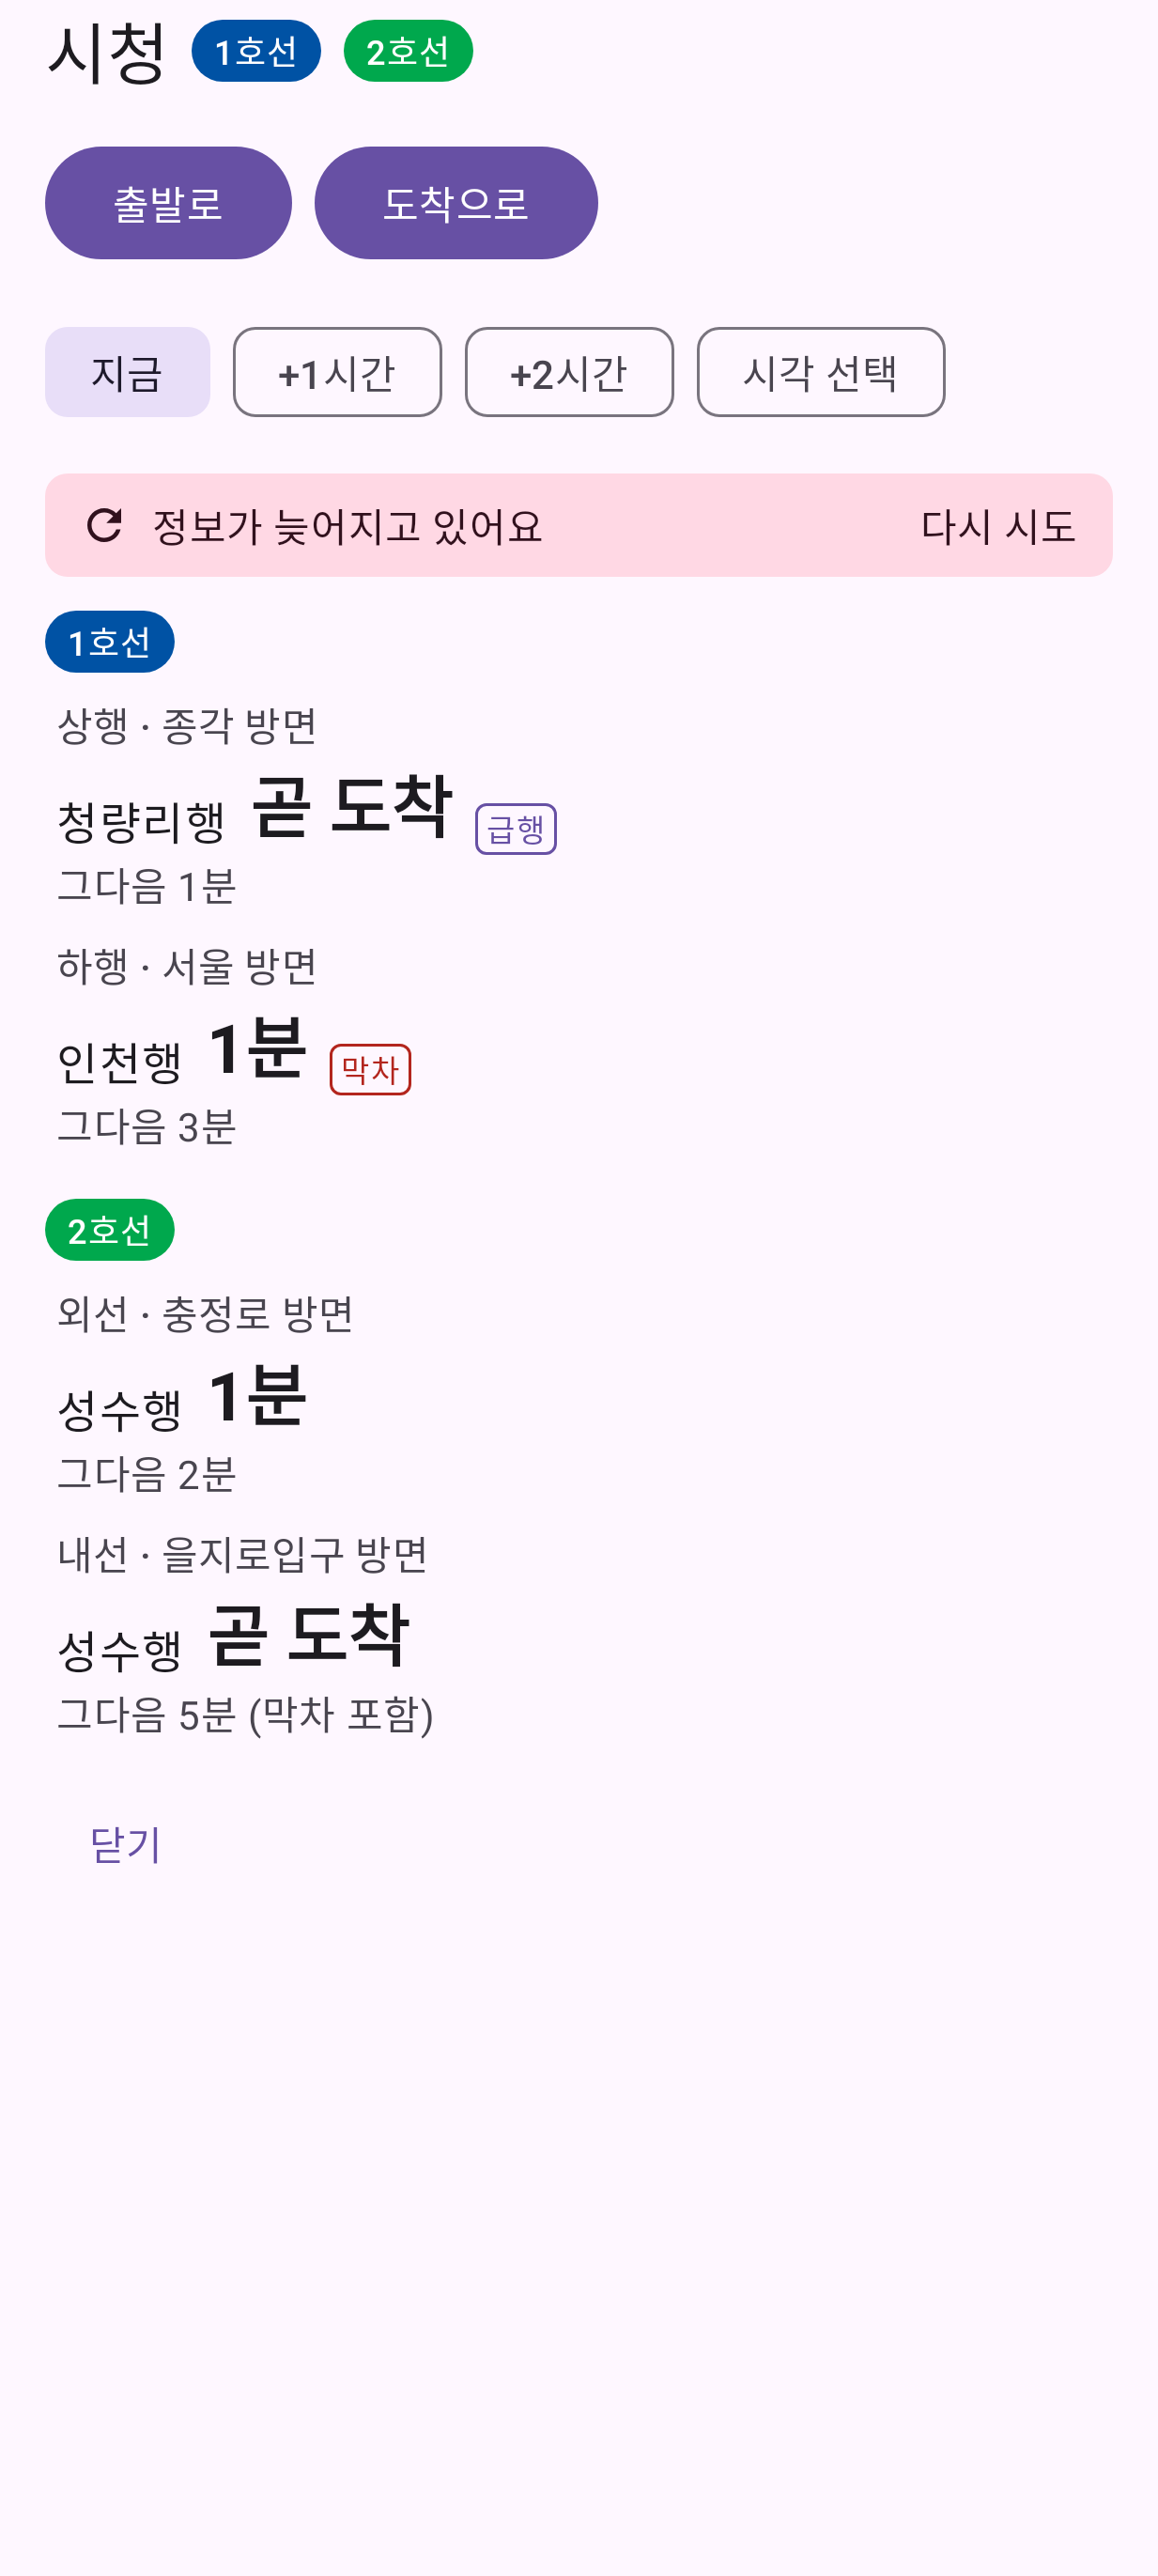 시청 1호선 2호선
출발로 도착으로
지금 +1시간 +2시간 시각 선택
정보가 늦어지고 있어요 다시 시도
1호선
상행 · 종각 방면
청량리행 곧 도착 급행
그다음 1분
하행 · 서울 방면
인천행 1분 막차
그다음 3분
2호선
외선 · 충정로 방면
성수행 1분
그다음 2분
내선 · 을지로입구 방면
성수행 곧 도착
그다음 5분 (막차 포함)
닫기